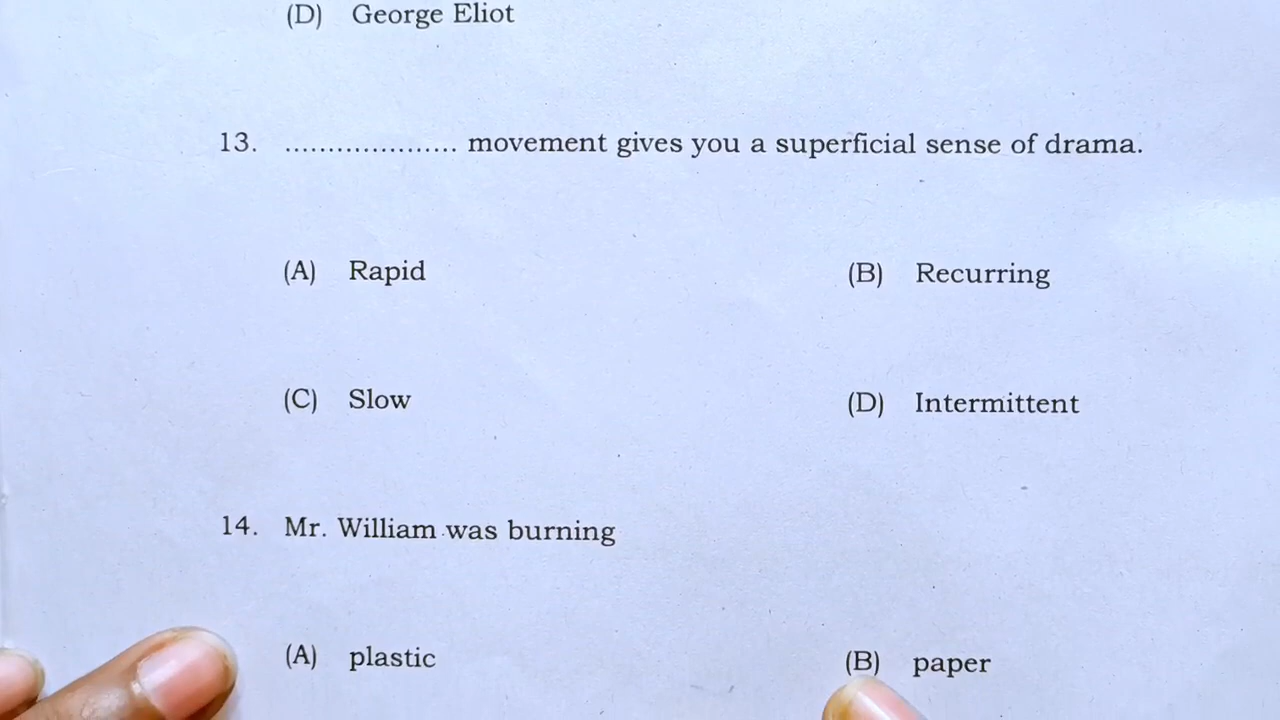 (D) George Eliot
13. .................... movement gives you a superficial sense of drama.
(A) Rapid
(B) Recurring
(C) Slow
(D) Intermittent
14. Mr. William was burning
(A) plastic
(B) paper